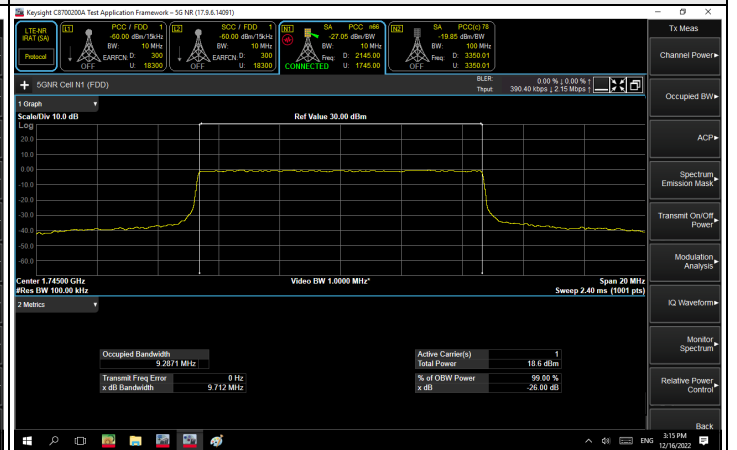 Keysight C8700200A Test Application Framework – 5G NR (17.9.6.14091)
LTE-NR IRAT (SA)
Protocol
L1 PCC / FDD 1
-60.00 dBm/15kHz
BW: 10 MHz
EARFCN: D: 300
OFF U: 18300
L2 SCC / FDD 1
-60.00 dBm/15kHz
BW: 10 MHz
EARFCN: D: 300
OFF U: 18300
N1 SA PCC n66
-27.05 dBm/BW
BW: 10 MHz
Freq: D: 2145.00
CONNECTED U: 1745.00
N2 SA PCC(c) 78
-19.85 dBm/BW
BW: 100 MHz
Freq: D: 3350.01
OFF U: 3350.01
+ 5GNR Cell N1 (FDD)
BLER: 0.00 % ↓ 0.00 % ↑
Thput: 390.40 kbps ↓ 2.15 Mbps ↑
1 Graph
Scale/Div 10.0 dB
Ref Value 30.00 dBm
Log
20.0
10.0
0.00
-10.0
-20.0
-30.0
-40.0
-50.0
-60.0
Center 1.74500 GHz
Video BW 1.0000 MHz*
Span 20 MHz
#Res BW 100.00 kHz
Sweep 2.40 ms (1001 pts)
2 Metrics
Occupied Bandwidth
9.2871 MHz
Transmit Freq Error 0 Hz
x dB Bandwidth 9.712 MHz
Active Carrier(s) 1
Total Power 18.6 dBm
% of OBW Power 99.00 %
x dB -26.00 dB
Tx Meas
Channel Power
Occupied BW
ACP
Spectrum Emission Mask
Transmit On/Off Power
Modulation Analysis
IQ Waveform
Monitor Spectrum
Relative Power Control
Back
ENG
3:15 PM
12/16/2022